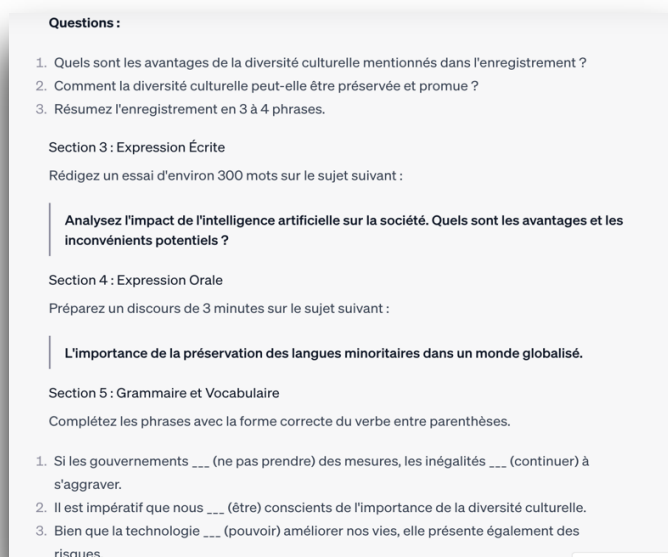 Questions :
1. Quels sont les avantages de la diversité culturelle mentionnés dans l'enregistrement ?
2. Comment la diversité culturelle peut-elle être préservée et promue ?
3. Résumez l'enregistrement en 3 à 4 phrases.
Section 3 : Expression Écrite
Rédigez un essai d'environ 300 mots sur le sujet suivant :
Analysez l'impact de l'intelligence artificielle sur la société. Quels sont les avantages et les
inconvénients potentiels ?
Section 4 : Expression Orale
Préparez un discours de 3 minutes sur le sujet suivant :
L'importance de la préservation des langues minoritaires dans un monde globalisé.
Section 5 : Grammaire et Vocabulaire
Complétez les phrases avec la forme correcte du verbe entre parenthèses.
1. Si les gouvernements ___ (ne pas prendre) des mesures, les inégalités ___ (continuer) à
s'aggraver.
2. Il est impératif que nous ___ (être) conscients de l'importance de la diversité culturelle.
3. Bien que la technologie ___ (pouvoir) améliorer nos vies, elle présente également des
risques